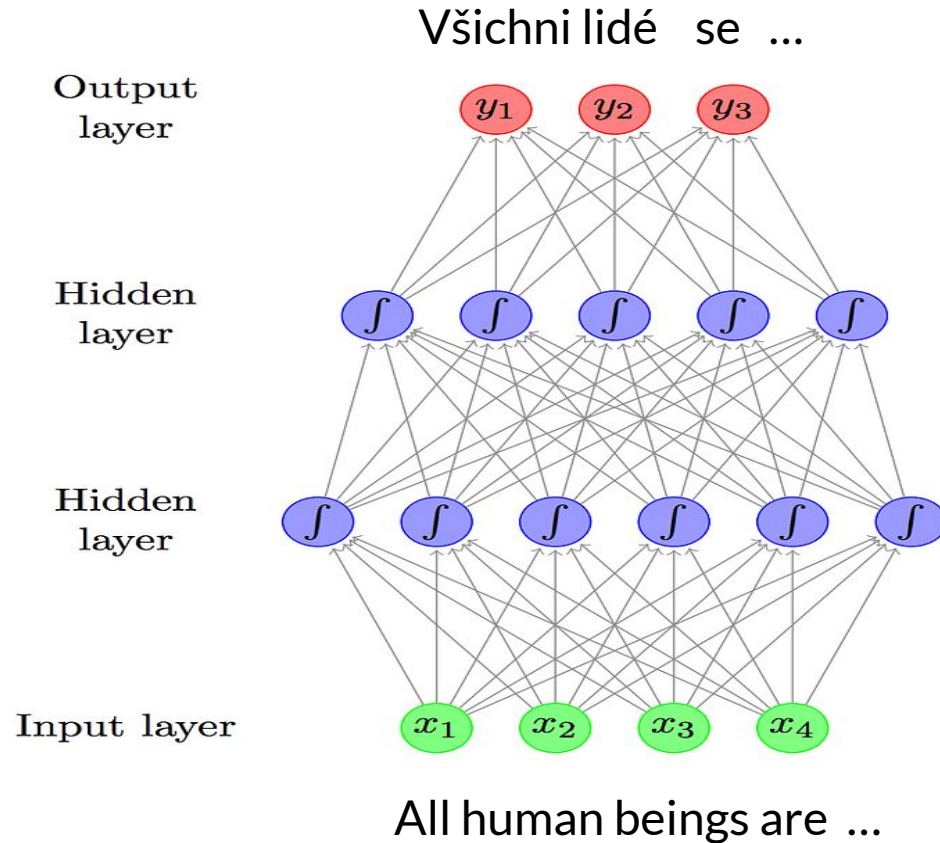 Všichni lidé se ...
Output
layer
y1 y2 y3
Hidden
layer
∫ ∫ ∫ ∫ ∫
Hidden
layer
∫ ∫ ∫ ∫ ∫ ∫
Input layer
x1 x2 x3 x4
All human beings are ...